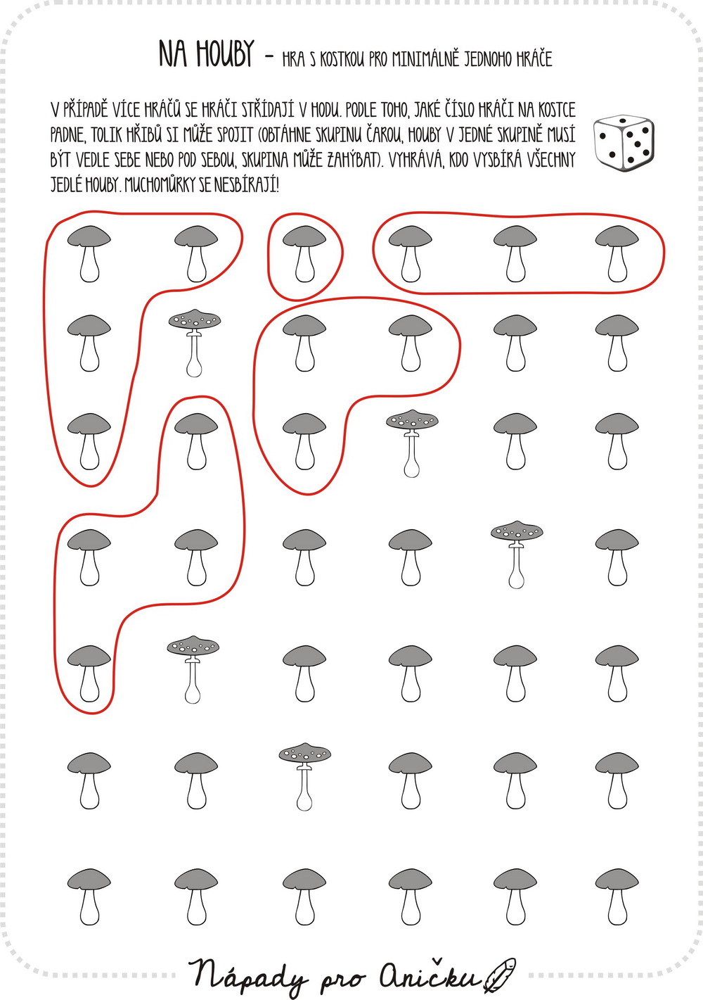 NA HOUBY - HRA S KOSTKOU PRO MINIMÁLNĚ JEDNOHO HRÁČE
V PŘÍPADĚ VÍCE HRÁČŮ SE HRÁČI STŘÍDAJÍ V HODU. PODLE TOHO, JAKÉ ČÍSLO HRÁČI NA KOSTCE
PADNE, TOLIK HŘIBŮ SI MŮŽE SPOJIT (OBTÁHNE SKUPINU ČAROU, HOUBY V JEDNÉ SKUPINĚ MUSÍ
BÝT VEDLE SEBE NEBO POD SEBOU, SKUPINA MŮŽE ZAHÝBAT). VYHRÁVÁ, KDO VYSBÍRÁ VŠECHNY
JEDLÉ HOUBY. MUCHOMŮRKY SE NESBÍRAJÍ!
Nápady pro Aničku